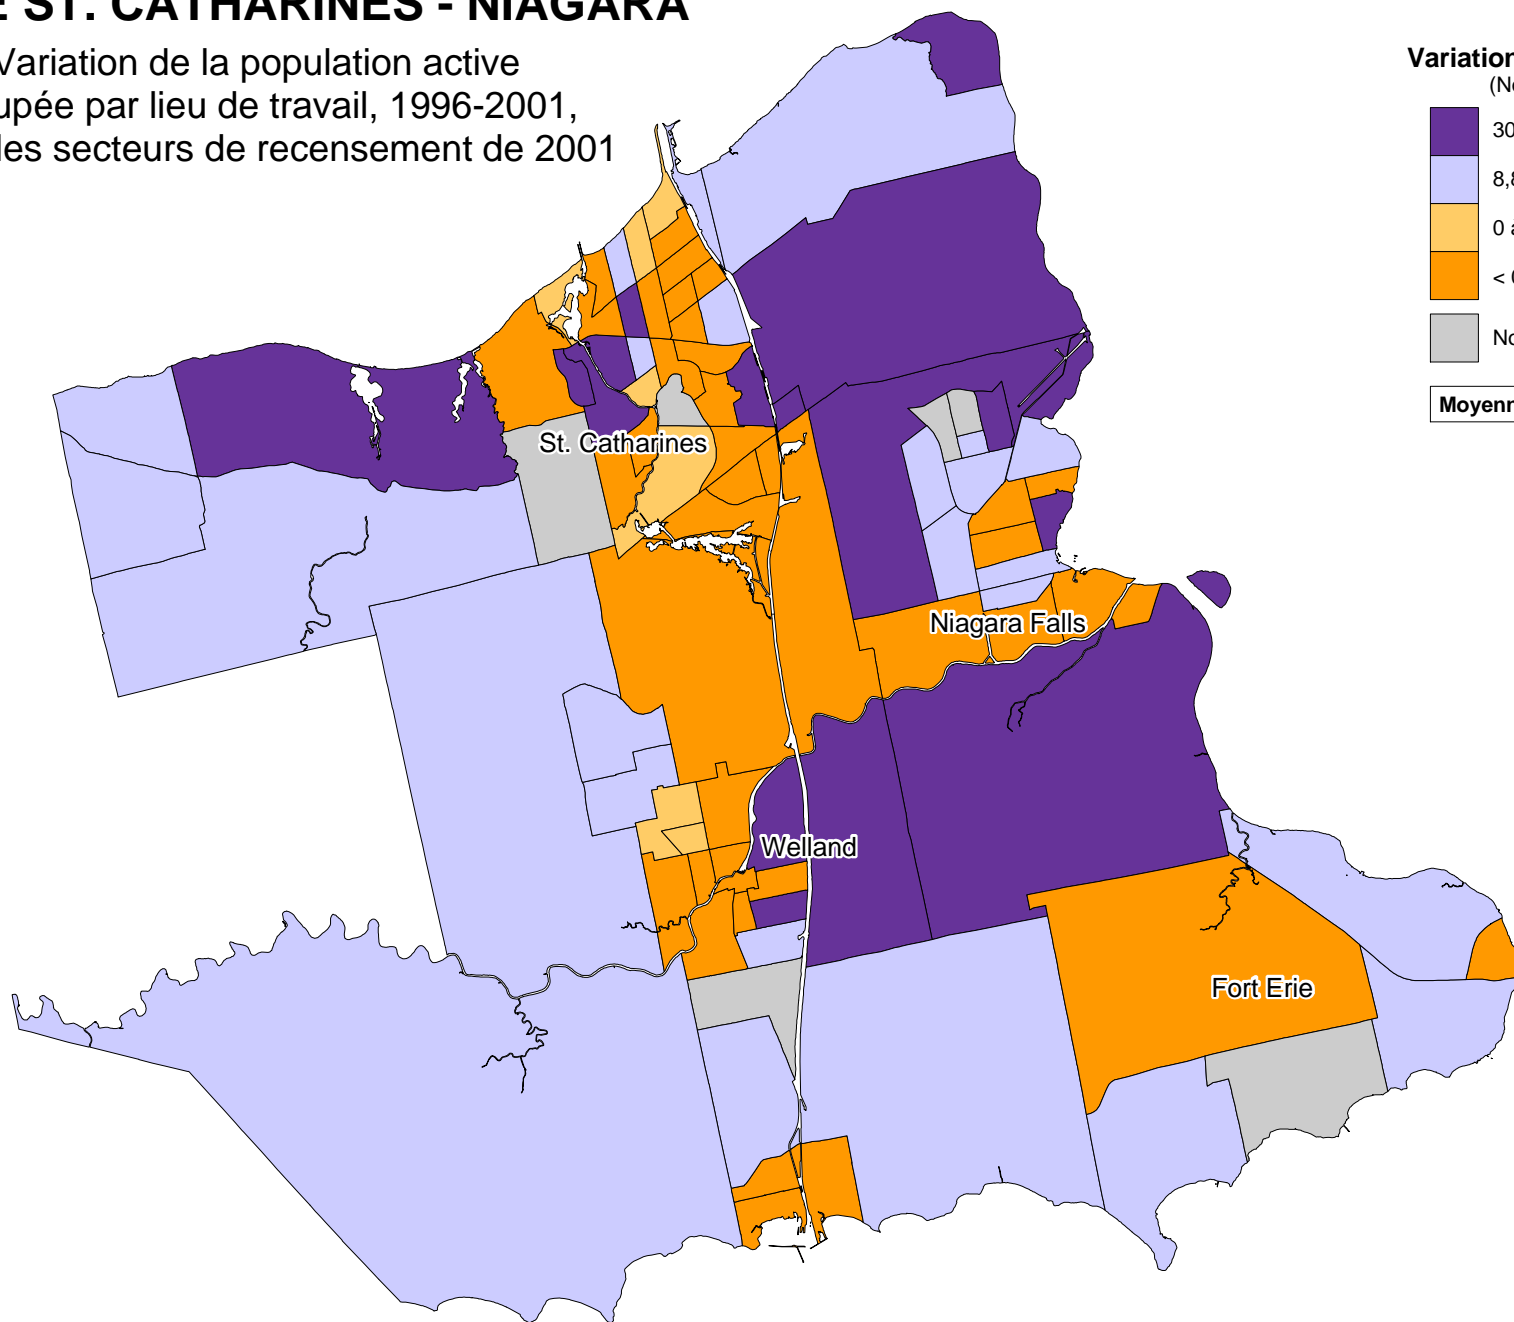 E ST. CATHARINES - NIAGARA
Variation de la population active
upée par lieu de travail, 1996-2001,
les secteurs de recensement de 2001
Variation
(No
30
8,8
0 à
< 0
No
Moyenn
St. Catharines
Niagara Falls
Welland
Fort Erie